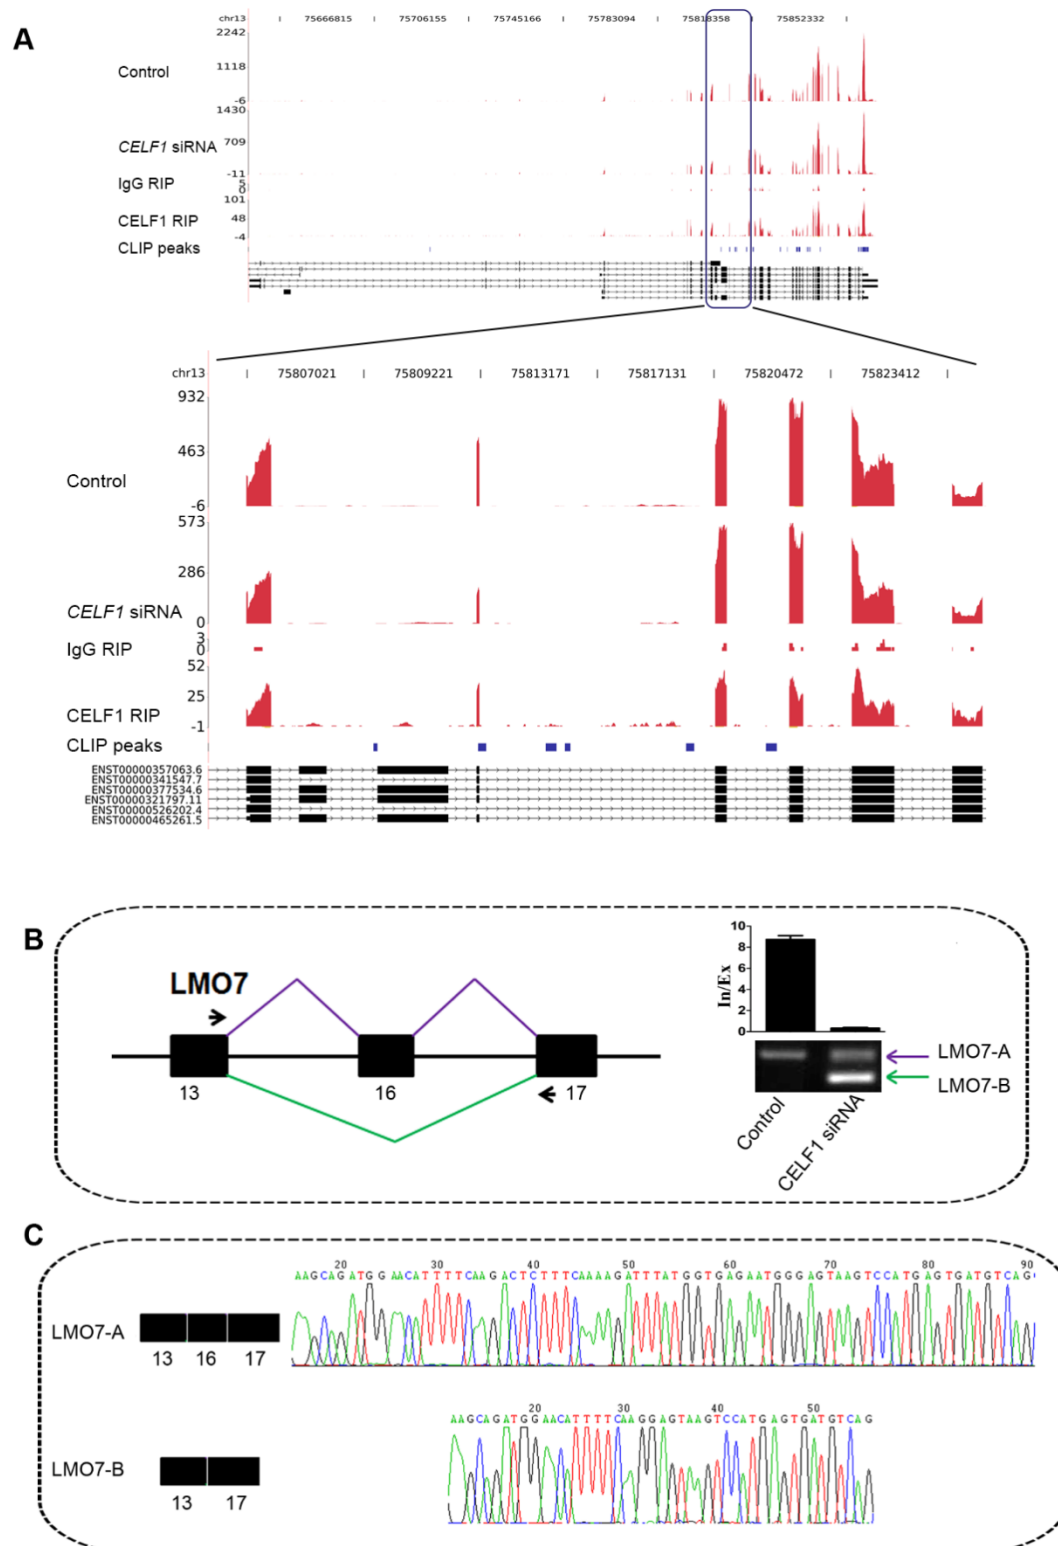 A
chr13 | 75666815 | 75706155 | 75745166 | 75783094 | 75818358 | 75852332 |
2242
Control
1118
-6
1430
CELF1 siRNA
709
-11
IgG RIP
5
0
101
CELF1 RIP
48
-4
CLIP peaks
chr13 | 75807021 | 75809221 | 75813171 | 75817131 | 75820472 | 75823412 |
932
463
Control
-6
573
286
CELF1 siRNA
0
3
IgG RIP
0
52
25
CELF1 RIP
-1
CLIP peaks
ENST00000357063.6
ENST00000341547.7
ENST00000377534.6
ENST00000321797.11
ENST00000526202.4
ENST00000465261.5
B
LMO7
13
16
17
In/Ex
10
8
6
4
2
0
LMO7-A
LMO7-B
Control
CELF1 siRNA
C
20 30 40 50 60 70 80 90
AAGCAGATGGAACATTTTCAAGACTCTTTCAAAAGATTTATGGTGAGAATGGGAGTAAGTCCATGAGTGATGTCAG
LMO7-A
13 16 17
20 30 40 50
AAGCAGATGGAACATTTTCAAGGAGTAAGTCCATGAGTGATGTCAG
LMO7-B
13 17